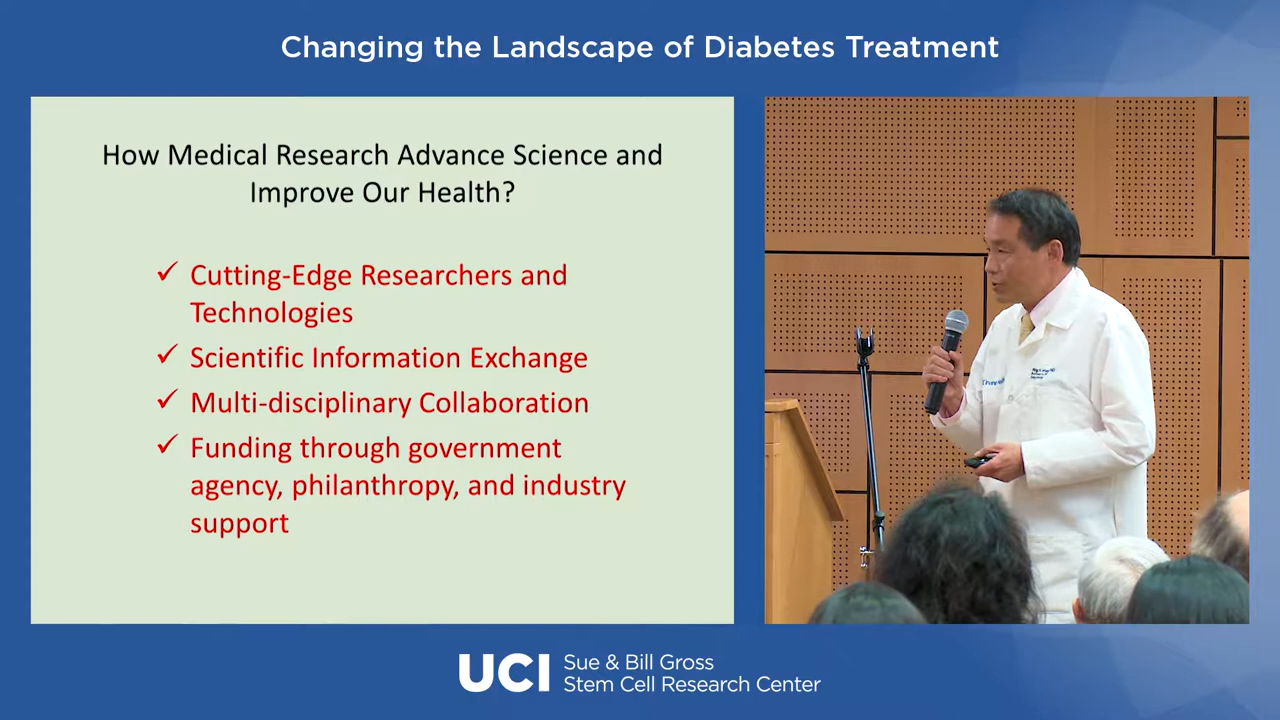 Changing the Landscape of Diabetes Treatment
How Medical Research Advance Science and
Improve Our Health?
✓ Cutting-Edge Researchers and
Technologies
✓ Scientific Information Exchange
✓ Multi-disciplinary Collaboration
✓ Funding through government
agency, philanthropy, and industry
support
UCI
Sue & Bill Gross
Stem Cell Research Center